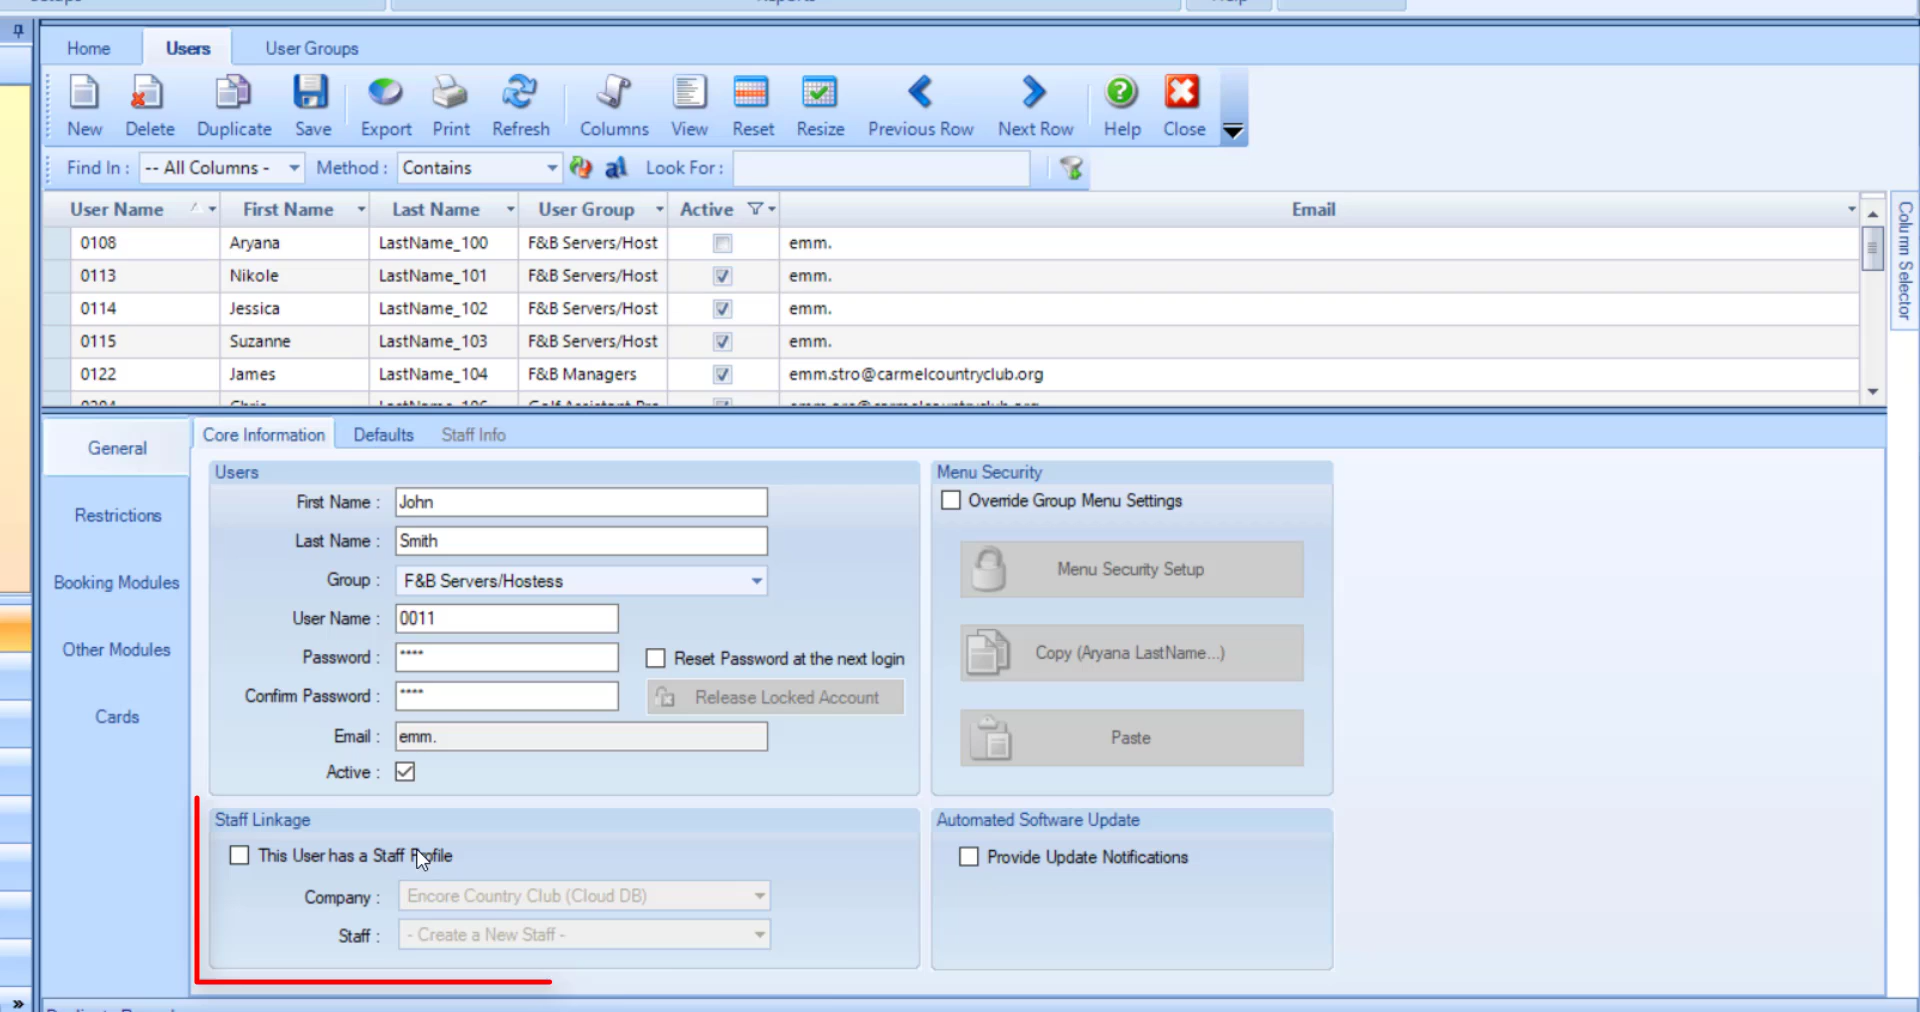 Reports
Help
Home Users User Groups
New Delete Duplicate Save Export Print Refresh Columns View Reset Resize Previous Row Next Row Help Close
Find In : -- All Columns - Method : Contains Look For :
User Name First Name Last Name User Group Active Email
0108 Aryana LastName_100 F&B Servers/Host emm.
0113 Nikole LastName_101 F&B Servers/Host emm.
0114 Jessica LastName_102 F&B Servers/Host emm.
0115 Suzanne LastName_103 F&B Servers/Host emm.
0122 James LastName_104 F&B Managers emm.stro@carmelcountryclub.org
Column Selector
General
Restrictions
Booking Modules
Other Modules
Cards
Core Information Defaults Staff Info
Users
First Name : John
Last Name : Smith
Group : F&B Servers/Hostess
User Name : 0011
Password : **** Reset Password at the next login
Confirm Password : **** Release Locked Account
Email : emm.
Active :
Menu Security
Override Group Menu Settings
Menu Security Setup
Copy (Aryana LastName...)
Paste
Staff Linkage
This User has a Staff Profile
Company : Encore Country Club (Cloud DB)
Staff : - Create a New Staff -
Automated Software Update
Provide Update Notifications